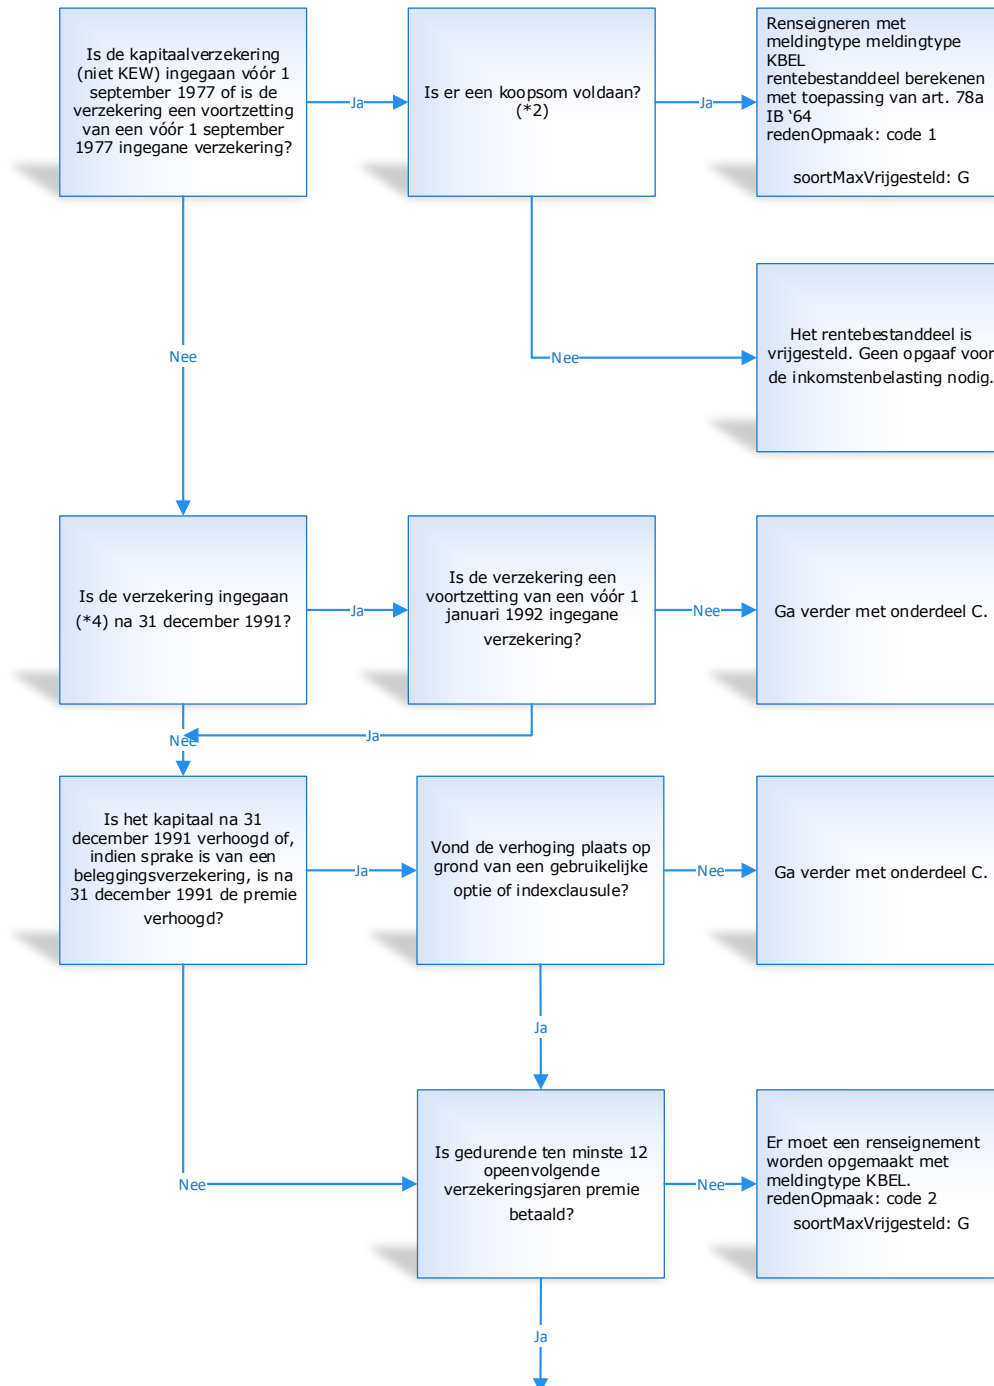 Is de kapitaalverzekering
(niet KEW) ingegaan vóór 1
september 1977 of is de
verzekering een voortzetting
van een vóór 1 september
1977 ingegane verzekering?
Ja
Is er een koopsom voldaan?
(*2)
Ja
Renseigneren met
meldingtype meldingtype
KBEL
rentebestanddeel berekenen
met toepassing van art. 78a
IB ‘64
redenOpmaak: code 1
soortMaxVrijgesteld: G
Nee
Nee
Het rentebestanddeel is
vrijgesteld. Geen opgaaf voor
de inkomstenbelasting nodig.
Is de verzekering ingegaan
(*4) na 31 december 1991?
Ja
Is de verzekering een
voortzetting van een vóór 1
januari 1992 ingegane
verzekering?
Nee
Ga verder met onderdeel C.
Nee
Ja
Is het kapitaal na 31
december 1991 verhoogd of,
indien sprake is van een
beleggingsverzekering, is na
31 december 1991 de premie
verhoogd?
Ja
Vond de verhoging plaats op
grond van een gebruikelijke
optie of indexclausule?
Nee
Ga verder met onderdeel C.
Ja
Nee
Is gedurende ten minste 12
opeenvolgende
verzekeringsjaren premie
betaald?
Nee
Er moet een renseignement
worden opgemaakt met
meldingtype KBEL.
redenOpmaak: code 2
soortMaxVrijgesteld: G
Ja